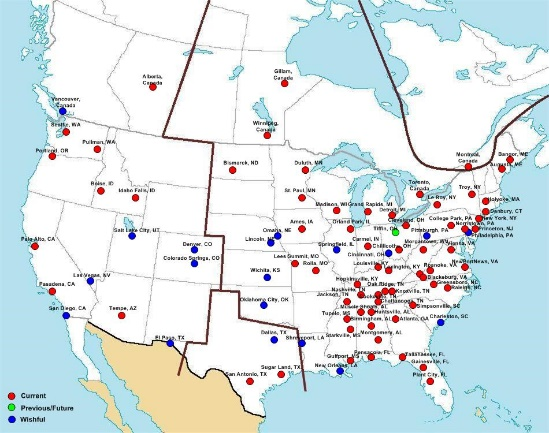 Alberta,
Canada
Gillam,
Canada
Vancouver,
Canada
Seattle, WA
Winnipeg,
Canada
Pullman, WA
Portland, OR
Montreal,
Canada
Bangor, ME
Augusta, ME
Bismarck, ND
Duluth, MN
Boise, ID
Idaho Falls, ID
Toronto,
Canada
Troy, NY
St. Paul, MN
Le Roy, NY
Holyoke, MA
Madison, WI
Grand Rapids, MI
Detroit, MI
Danbury, CT
Cleveland, OH
College Park, PA
New York, NY
Salt Lake City, UT
Omaha, NE
Ames, IA
Orland Park, IL
Tiffin, OH
Pittsburgh, PA
Princeton, NJ
Philadelphia, PA
Palo Alto, CA
Denver, CO
Lincoln, NE
Springfield, IL
Carmel, IN
Chillicothe, OH
Cincinnati, OH
Morgantown, WV
Colorado Springs, CO
Lees Summit, MO
Rolla, MO
Louisville, KY
Lexington, KY
Roanoke, VA
Newport News, VA
Las Vegas, NV
Wichita, KS
Hopkinsville, KY
Blacksburg, VA
Pasadena, CA
Oak Ridge, TN
Greensboro, NC
Raleigh, NC
Nashville, TN
Knoxville, TN
Jackson, TN
Chattanooga, TN
San Diego, CA
Tempe, AZ
Oklahoma City, OK
Muscle Shoals, AL
Huntsville, AL
Simpsonville, SC
Tupelo, MS
Birmingham, AL
Atlanta, GA
Charleston, SC
El Paso, TX
Dallas, TX
Shreveport, LA
Starkville, MS
Montgomery, AL
Gulfport, MS
Pensacola, FL
Tallahassee, FL
San Antonio, TX
Sugar Land, TX
New Orleans, LA
Gainesville, FL
Plant City, FL
Current
Previous/Future
Wishful